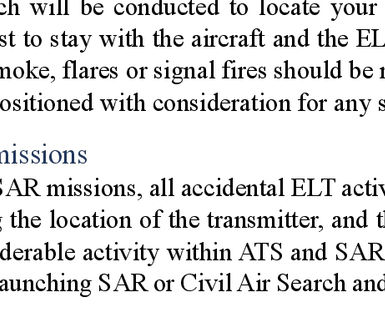 ch will be conducted to locate your
st to stay with the aircraft and the EL
moke, flares or signal fires should be
ositioned with consideration for any s
missions
SAR missions, all accidental ELT activ
g the location of the transmitter, and t
derable activity within ATS and SAR
aunching SAR or Civil Air Search and